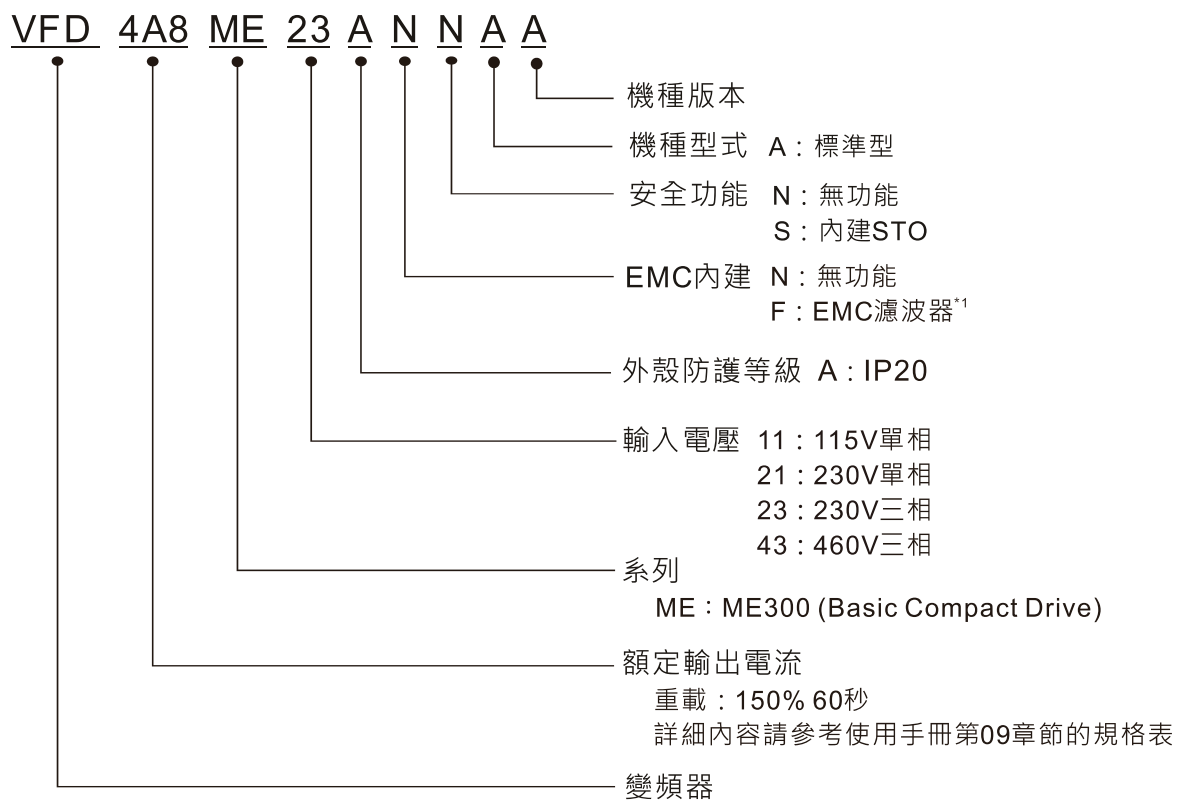 VFD 4A8 ME 23 A N N A A
機種版本
機種型式 A：標準型
安全功能 N：無功能
S：內建STO
EMC內建 N：無功能
F：EMC濾波器*1
外殼防護等級 A：IP20
輸入電壓 11：115V單相
21：230V單相
23：230V三相
43：460V三相
系列
ME：ME300 (Basic Compact Drive)
額定輸出電流
重載：150% 60秒
詳細內容請參考使用手冊第09章節的規格表
變頻器